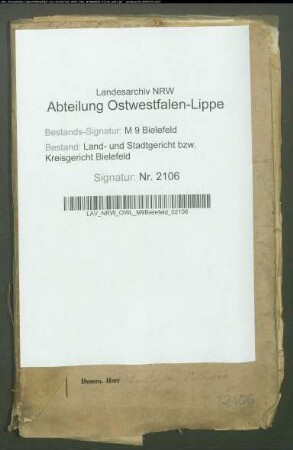 Landesarchiv NRW
Abteilung Ostwestfalen-Lippe
Bestands-Signatur: M 9 Bielefeld
Bestand: Land- und Stadtgericht bzw.
Kreisgericht Bielefeld
Signatur: Nr. 2106
LAV_NRW_OWL_M9Bielefeld_02106
Herr
2106